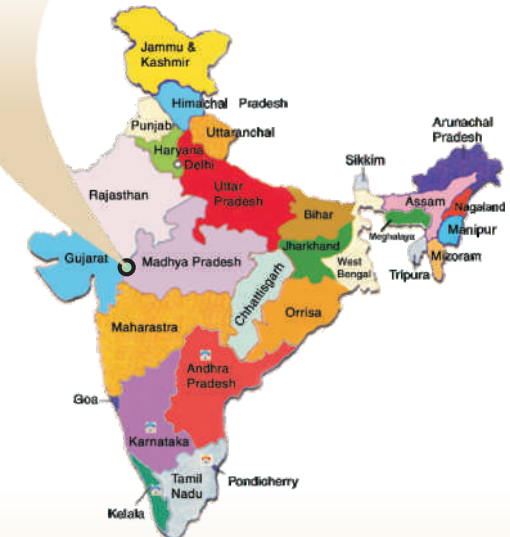 Jammu &
Kashmir
Himachal Pradesh
Punjab
Uttaranchal
Haryana
Delhi
Arunachal
Pradesh
Sikkim
Rajasthan
Uttar
Pradesh
Assam
Nagaland
Bihar
Meghalaya
Manipur
Gujarat
Madhya Pradesh
Jharkhand
West
Bengal
Mizoram
Tripura
Chhattisgarh
Maharastra
Orrisa
Andhra
Pradesh
Goa
Karnataka
Tamil
Nadu
Pondicherry
Kelala